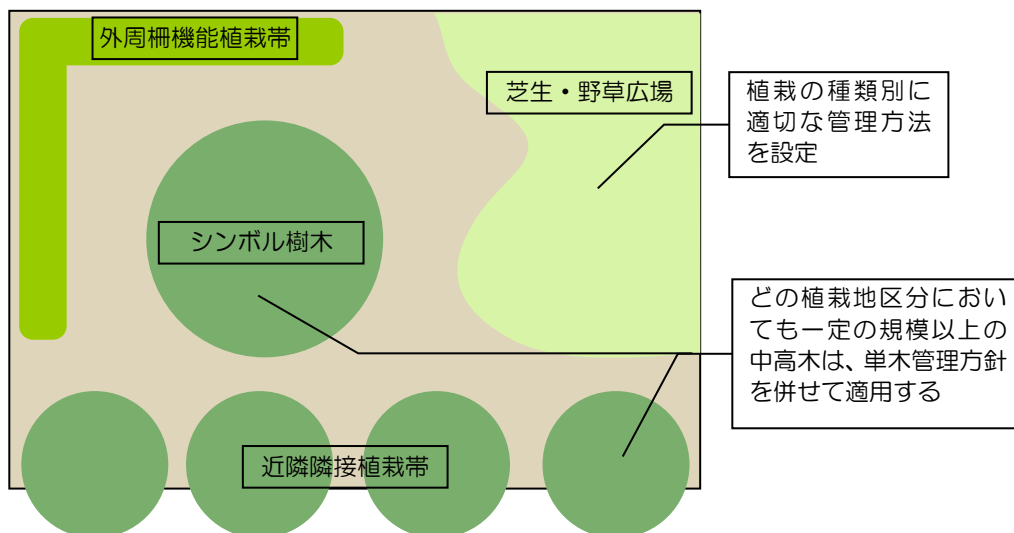 外周柵機能植栽帯
芝生・野草広場
植栽の種類別に
適切な管理方法
を設定
シンボル樹木
どの植栽地区分におい
ても一定の規模以上の
中高木は、単木管理方針
を併せて適用する
近隣隣接植栽帯